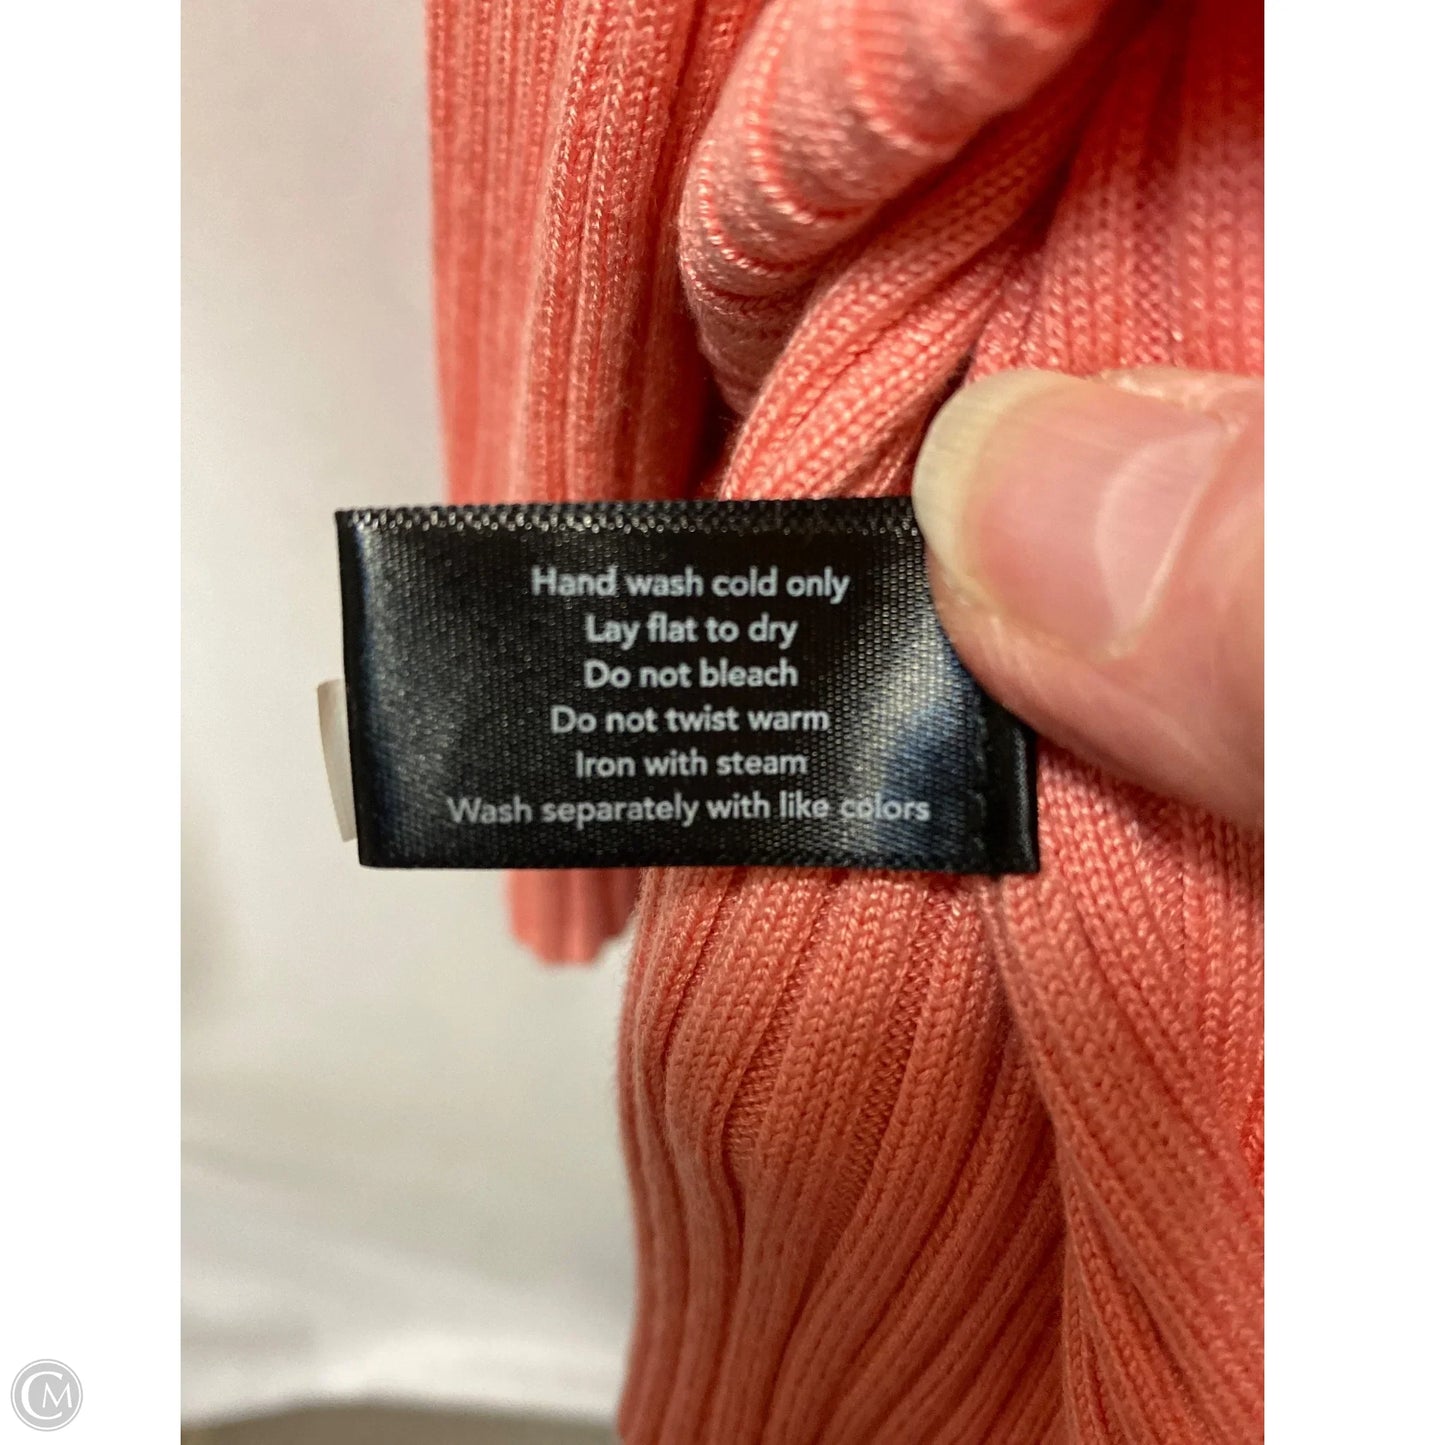 Hand wash cold only
Lay flat to dry
Do not bleach
Do not twist warm
Iron with steam
Wash separately with like colors
CM